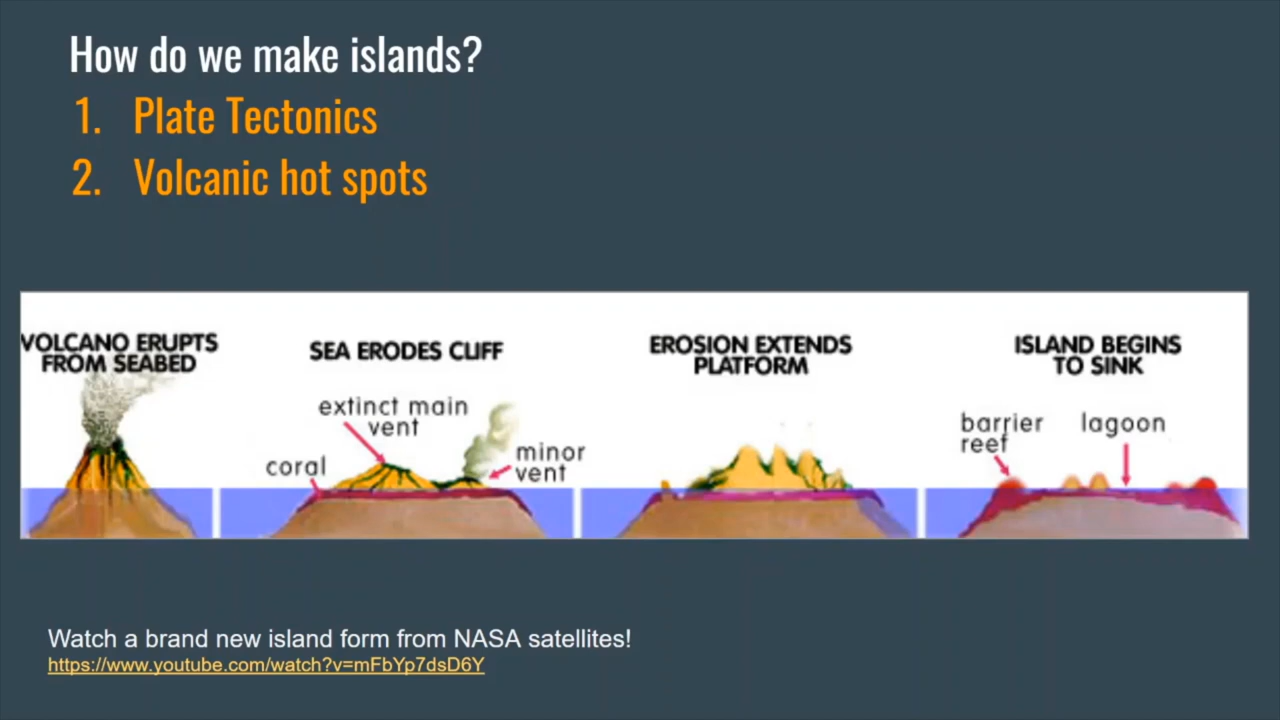 How do we make islands?
1. Plate Tectonics
2. Volcanic hot spots
VOLCANO ERUPTS
FROM SEABED
SEA ERODES CLIFF
extinct main
vent
coral
minor
vent
EROSION EXTENDS
PLATFORM
ISLAND BEGINS
TO SINK
barrier
reef
lagoon
Watch a brand new island form from NASA satellites!
https://www.youtube.com/watch?v=mFbYp7dsD6Y